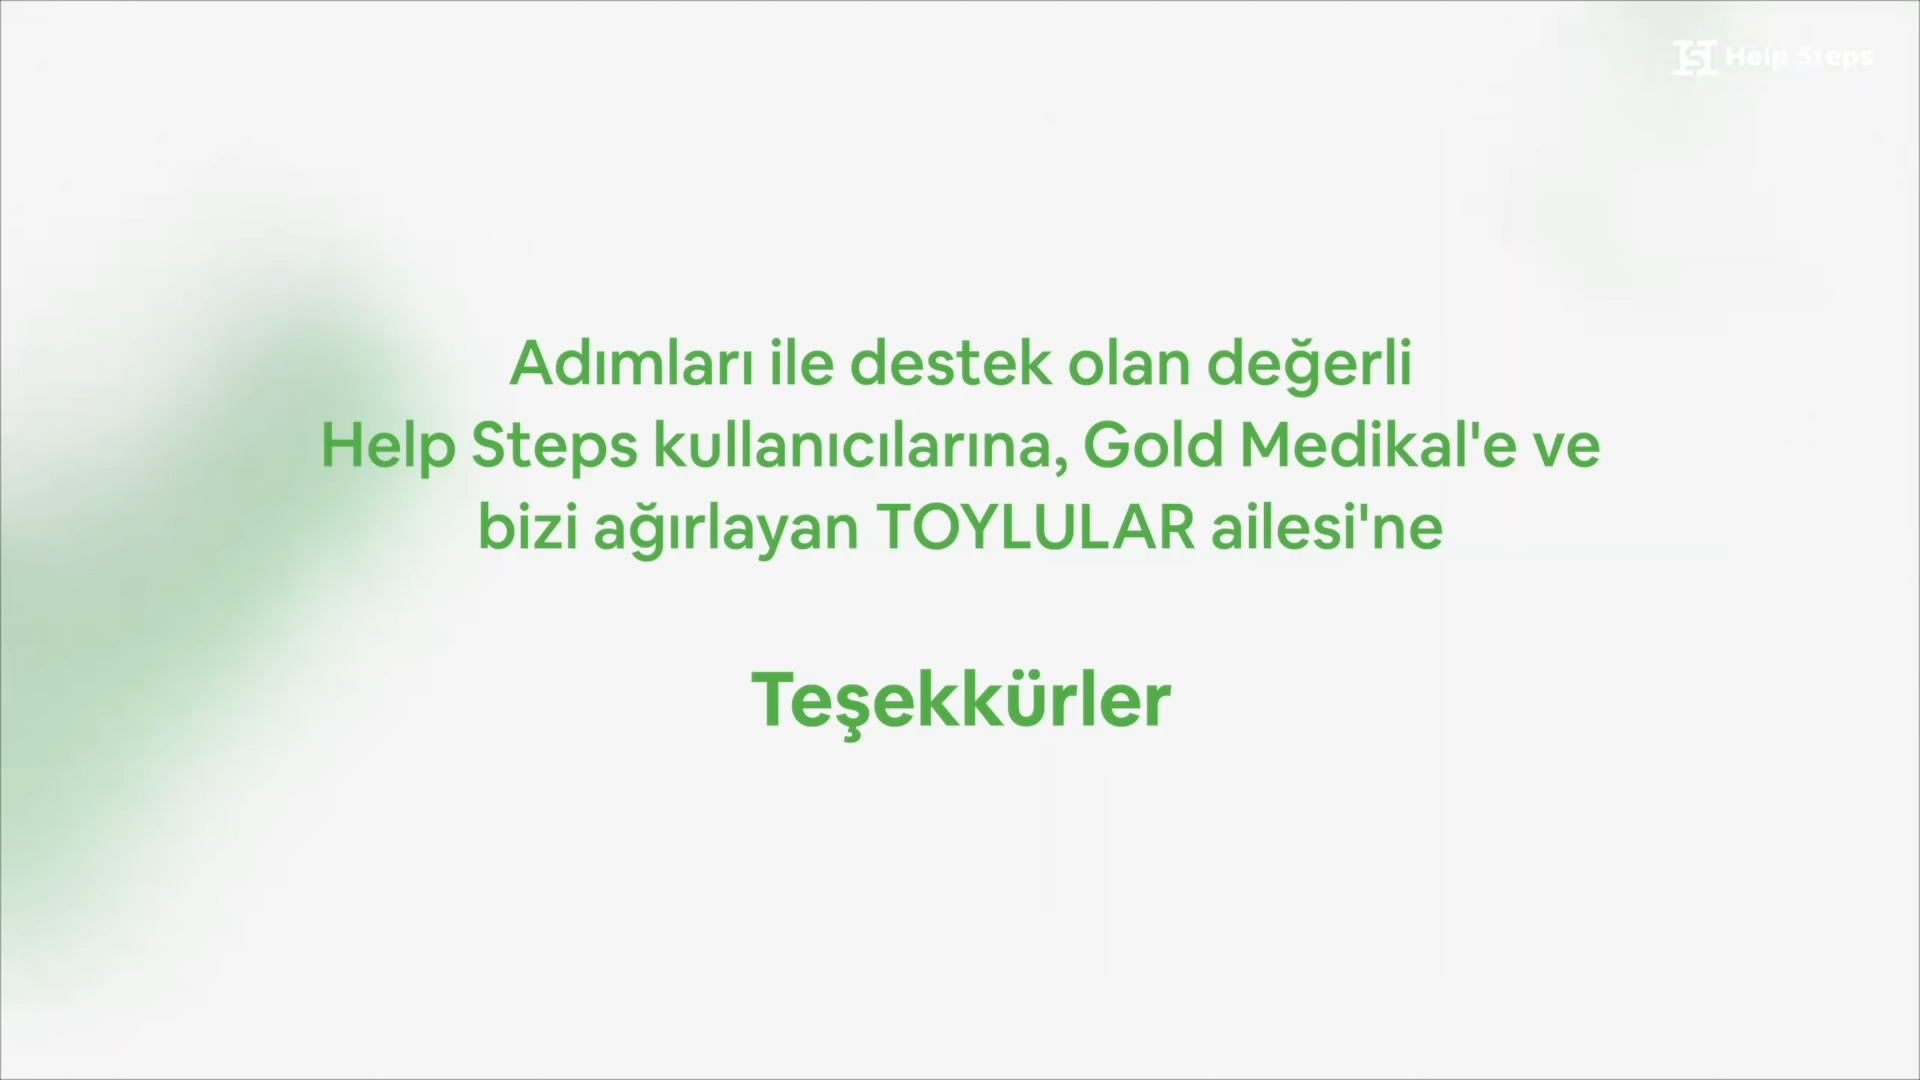 Help Steps
Adımları ile destek olan değerli
Help Steps kullanıcılarına, Gold Medikal'e ve
bizi ağırlayan TOYLULAR ailesi'ne
Teşekkürler